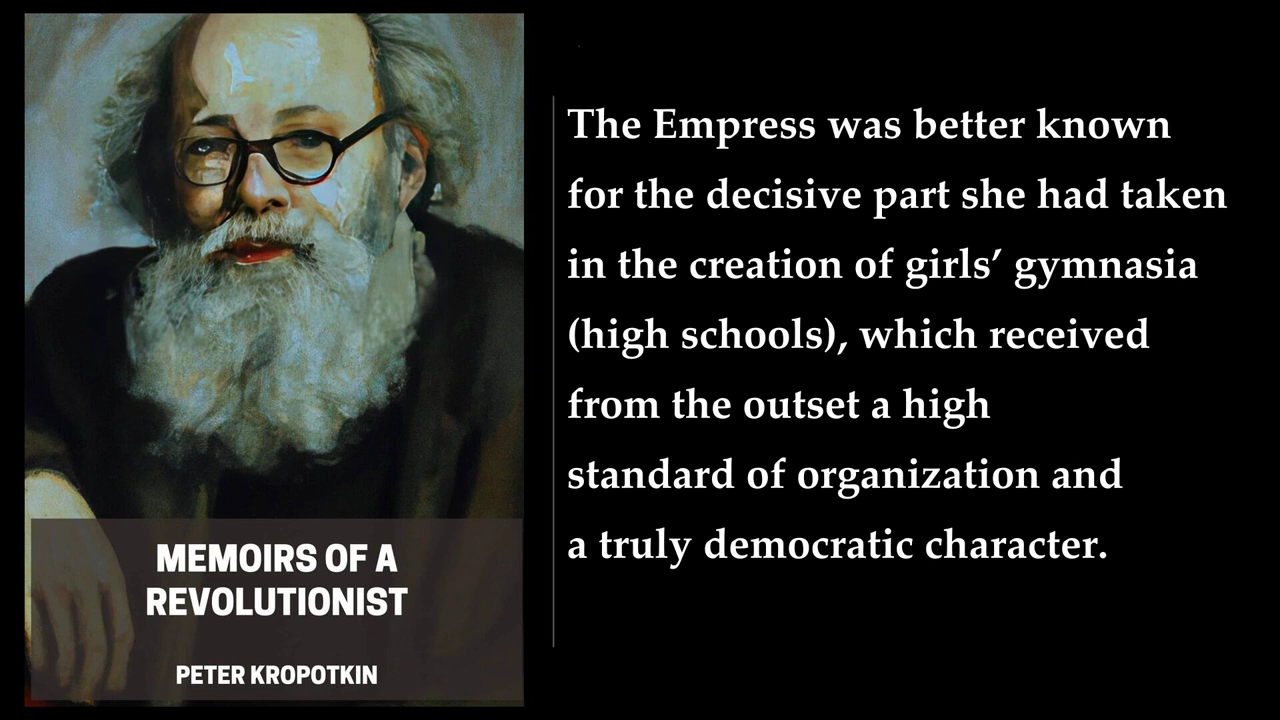 MEMOIRS OF A
REVOLUTIONIST
PETER KROPOTKIN
The Empress was better known
for the decisive part she had taken
in the creation of girls’ gymnasia
(high schools), which received
from the outset a high
standard of organization and
a truly democratic character.